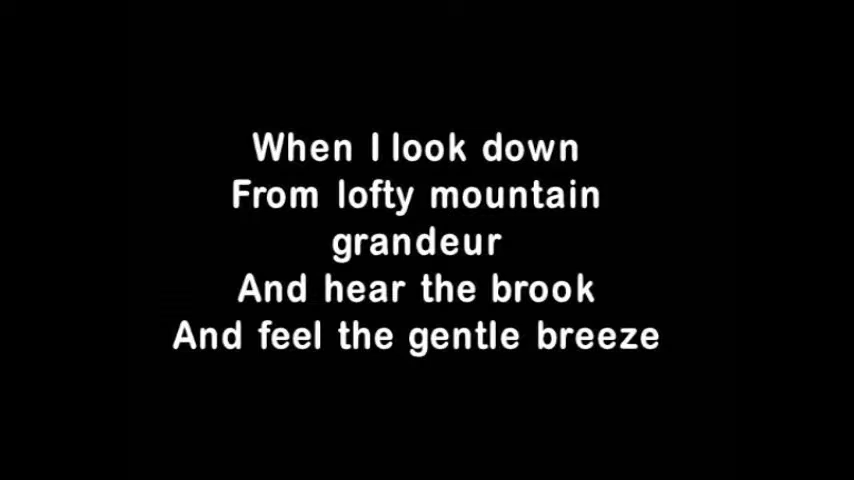 When I look down
From lofty mountain
grandeur
And hear the brook
And feel the gentle breeze